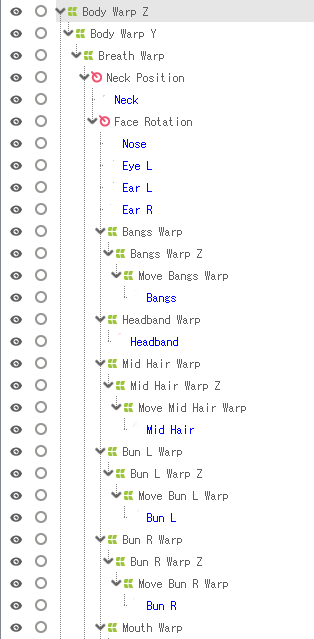 Body Warp Z
Body Warp Y
Breath Warp
Neck Position
Neck
Face Rotation
Nose
Eye L
Ear L
Ear R
Bangs Warp
Bangs Warp Z
Move Bangs Warp
Bangs
Headband Warp
Headband
Mid Hair Warp
Mid Hair Warp Z
Move Mid Hair Warp
Mid Hair
Bun L Warp
Bun L Warp Z
Move Bun L Warp
Bun L
Bun R Warp
Bun R Warp Z
Move Bun R Warp
Bun R
Mouth Warp